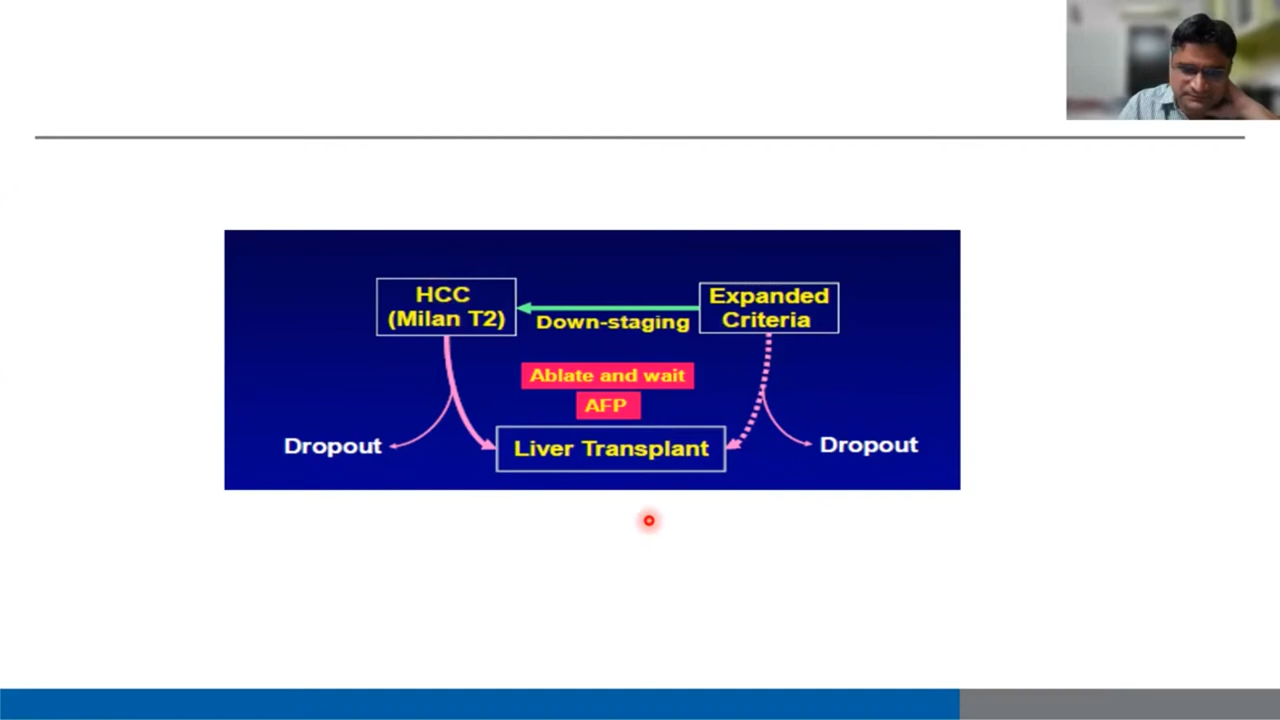 HCC
(Milan T2)
Expanded
Criteria
Down-staging
Ablate and wait
AFP
Dropout
Liver Transplant
Dropout